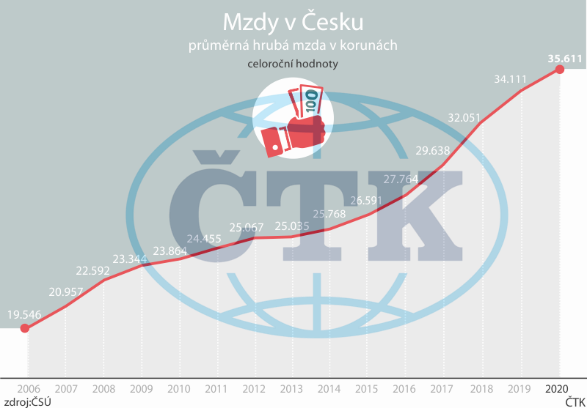 Mzdy v Česku
průměrná hrubá mzda v korunách
celoroční hodnoty
100
35.611
34.111
32.051
29.638
27.764
26.591
25.768
25.035
25.067
24.455
23.864
23.344
22.592
20.957
19.546
ČTK
2006 2007 2008 2009 2010 2011 2012 2013 2014 2015 2016 2017 2018 2019 2020
zdroj:ČSÚ ČTK